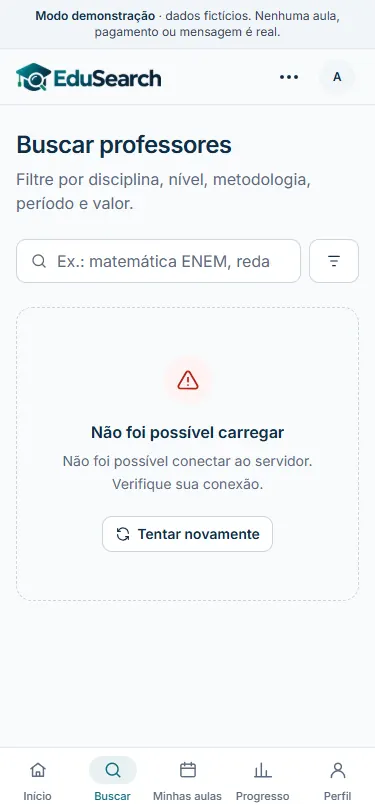 Modo demonstração · dados fictícios. Nenhuma aula,
pagamento ou mensagem é real.
EduSearch
A
Buscar professores
Filtre por disciplina, nível, metodologia,
período e valor.
Ex.: matemática ENEM, reda
Não foi possível carregar
Não foi possível conectar ao servidor.
Verifique sua conexão.
Tentar novamente
Início
Buscar
Minhas aulas
Progresso
Perfil